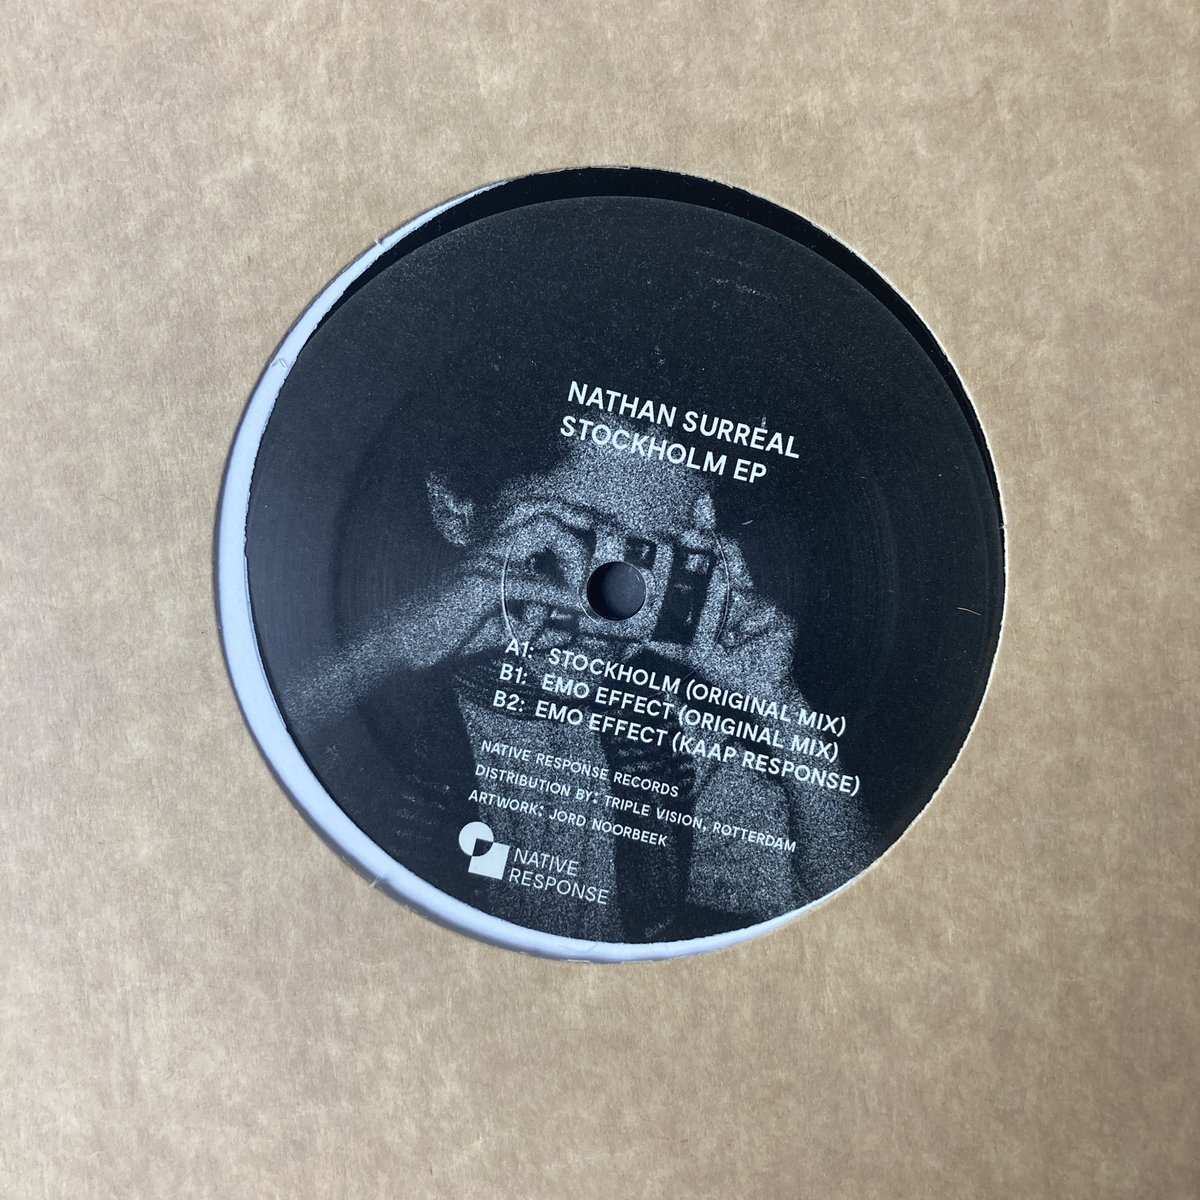 NATHAN SURREAL
STOCKHOLM EP
A1: STOCKHOLM (ORIGINAL MIX)
B1: EMO EFFECT (ORIGINAL MIX)
B2: EMO EFFECT (KAAP RESPONSE)
NATIVE RESPONSE RECORDS
DISTRIBUTION BY: TRIPLE VISION, ROTTERDAM
ARTWORK: JORD NOORBEEK
NATIVE
RESPONSE